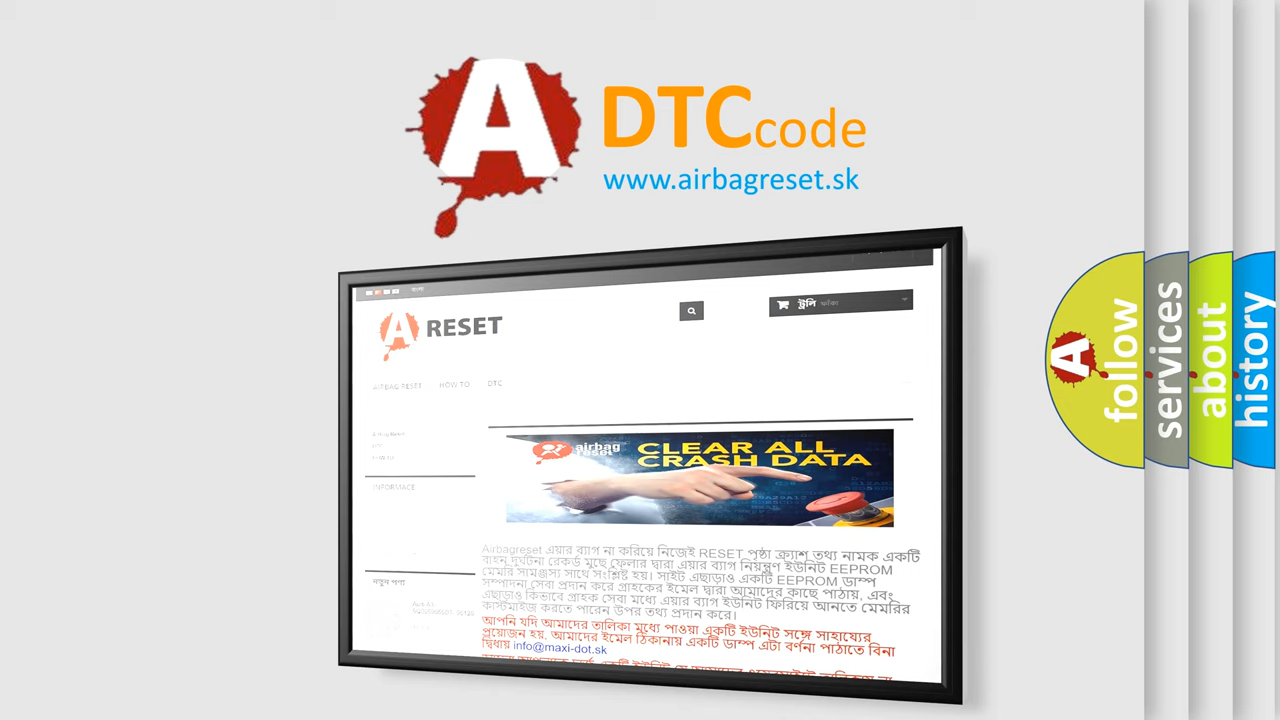 A DTCcode
www.airbagreset.sk
বাংলা
A RESET
ট্রলি
AIRBAG RESET HOW TO DTC
INFORMACE
airbag
reset
CLEAR ALL
CRASH DATA
Airbagreset এয়ার ব্যাগ না করিয়ে নিজেই RESET পৃষ্ঠা ক্র্যাশ তথ্য নামক একটি
বাহন দুর্ঘটনা রেকর্ড মুছে ফেলার দ্বারা এয়ার ব্যাগ নিয়ন্ত্রণ ইউনিট EEPROM
মেমরি সামঞ্জস্য সাথে সংশ্লিষ্ট হয়। সাইট এছাড়াও একটি EEPROM ডাম্প
সম্পাদনা সেবা প্রদান করে গ্রাহকের ইমেল দ্বারা আমাদের কাছে পাঠায়, এবং
এছাড়াও কিভাবে গ্রাহক সেবা মধ্যে এয়ার ব্যাগ ইউনিট ফিরিয়ে আনতে মেমরির
কাস্টমাইজ করতে পারেন উপর তথ্য প্রদান করে।
আপনি যদি আমাদের তালিকা মধ্যে পাওয়া একটি ইউনিট সঙ্গে সাহায্যের
প্রয়োজন হয়, আমাদের ইমেল ঠিকানায় একটি ডাম্প এটা বর্ণনা পাঠাতে বিনা
দ্বিধায় info@maxi-dot.sk
নতুন পণ্য
A follow
services
about
history